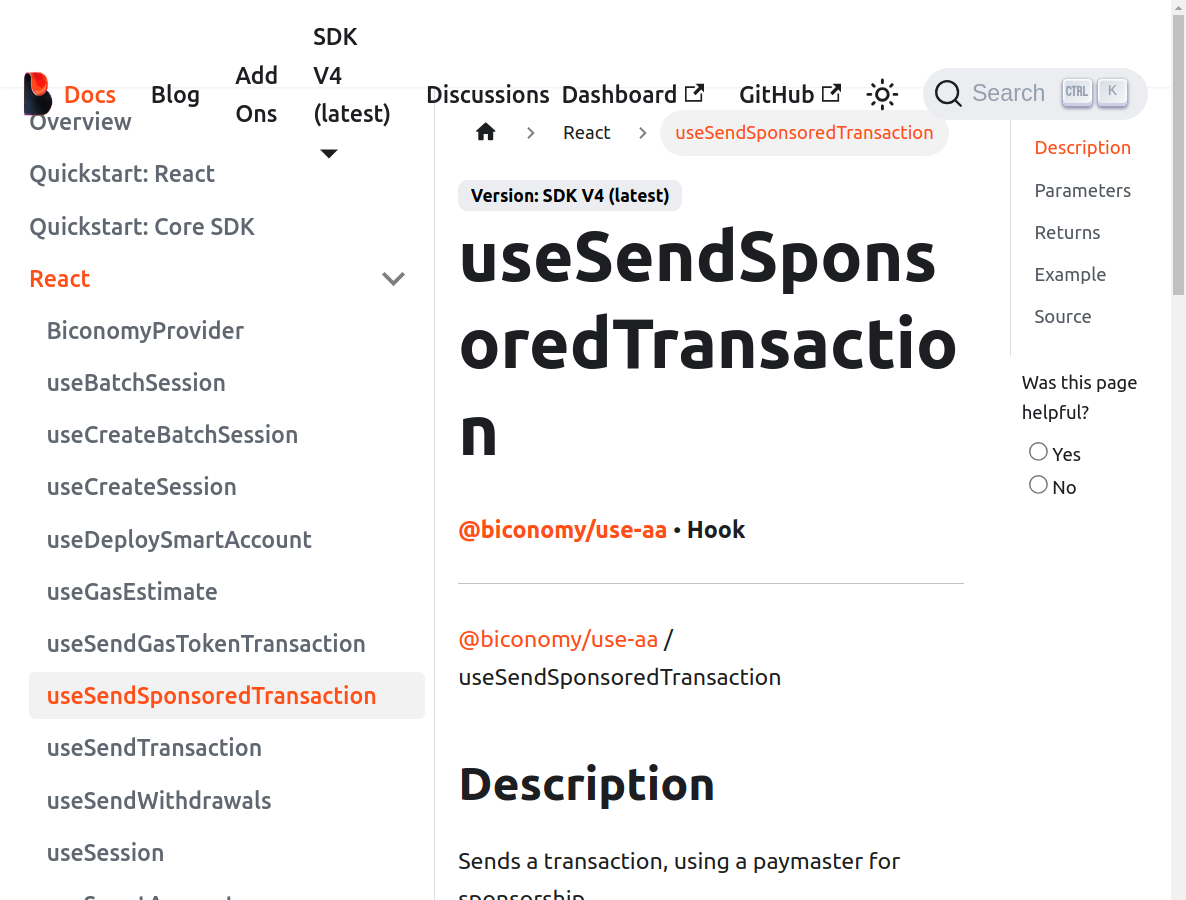 Docs
Blog
Add
Ons
SDK
V4
(latest)
Discussions
Dashboard
GitHub
Search
CTRL
K
Overview
Quickstart: React
Quickstart: Core SDK
React
BiconomyProvider
useBatchSession
useCreateBatchSession
useCreateSession
useDeploySmartAccount
useGasEstimate
useSendGasTokenTransaction
useSendSponsoredTransaction
useSendTransaction
useSendWithdrawals
useSession
React
useSendSponsoredTransaction
Version: SDK V4 (latest)
useSendSpons
oredTransactio
n
@biconomy/use-aa • Hook
@biconomy/use-aa /
useSendSponsoredTransaction
Description
Sends a transaction, using a paymaster for
sponsorship
Description
Parameters
Returns
Example
Source
Was this page
helpful?
Yes
No